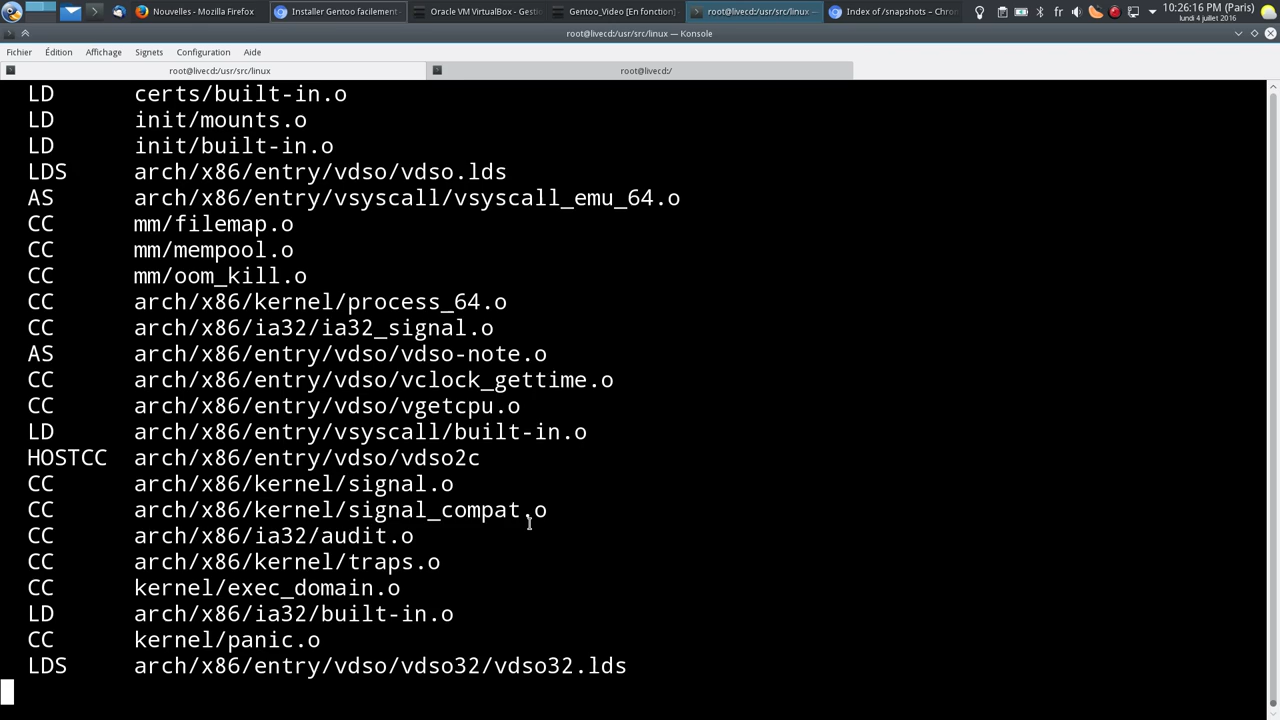 Nouvelles - Mozilla Firefox
Installer Gentoo facilement
Oracle VM VirtualBox - Gesti
Gentoo_Video [En fonction]
root@livecd:/usr/src/linux —
Index of /snapshots – Chro
fr
10:26:16 PM (Paris)
lundi 4 juillet 2016
root@livecd:/usr/src/linux — Konsole
Fichier Édition Affichage Signets Configuration Aide
root@livecd:/usr/src/linux
root@livecd:/
LD certs/built-in.o
LD init/mounts.o
LD init/built-in.o
LDS arch/x86/entry/vdso/vdso.lds
AS arch/x86/entry/vsyscall/vsyscall_emu_64.o
CC mm/filemap.o
CC mm/mempool.o
CC mm/oom_kill.o
CC arch/x86/kernel/process_64.o
CC arch/x86/ia32/ia32_signal.o
AS arch/x86/entry/vdso/vdso-note.o
CC arch/x86/entry/vdso/vclock_gettime.o
CC arch/x86/entry/vdso/vgetcpu.o
LD arch/x86/entry/vsyscall/built-in.o
HOSTCC arch/x86/entry/vdso/vdso2c
CC arch/x86/kernel/signal.o
CC arch/x86/kernel/signal_compat.o
CC arch/x86/ia32/audit.o
CC arch/x86/kernel/traps.o
CC kernel/exec_domain.o
LD arch/x86/ia32/built-in.o
CC kernel/panic.o
LDS arch/x86/entry/vdso/vdso32/vdso32.lds